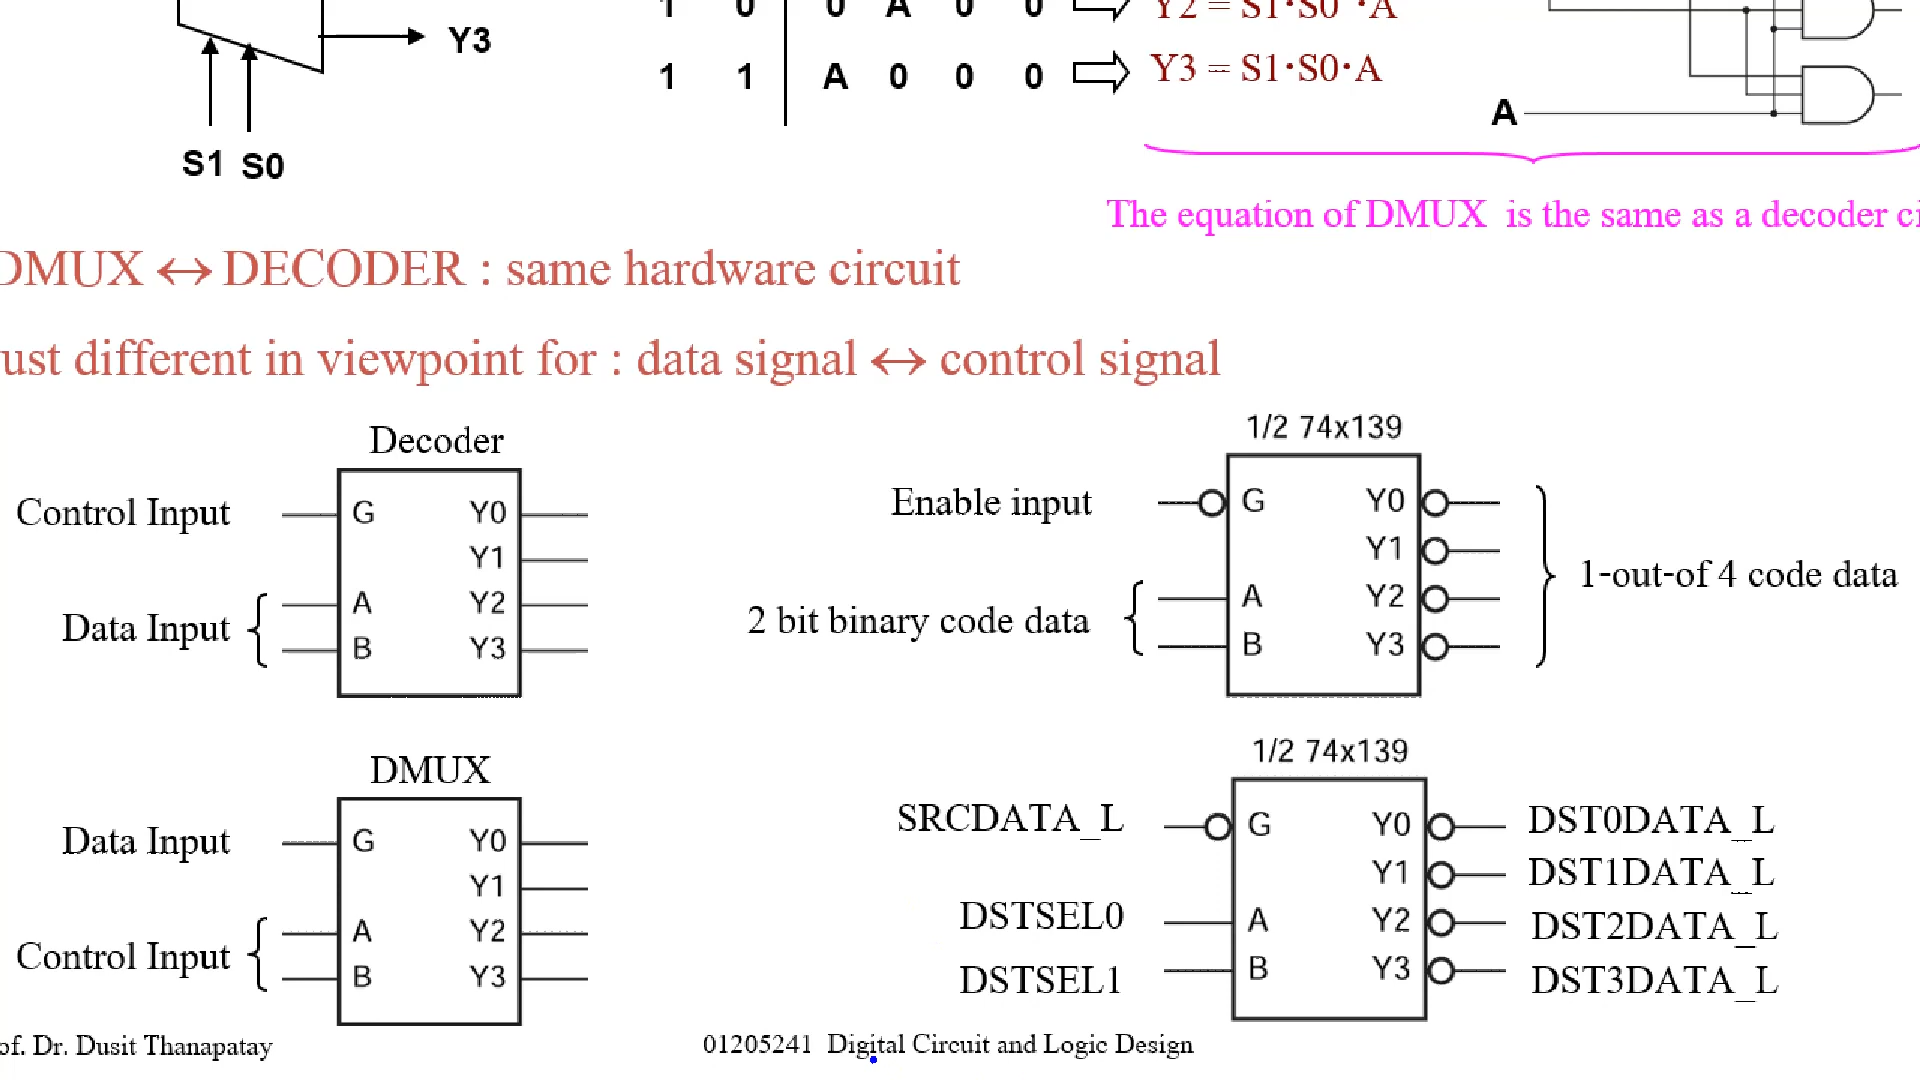 Y3
1 0 0 A 0 0 Y2 = S1·S0 ·A
1 1 A 0 0 0 Y3 = S1·S0·A
A
S1 S0
The equation of DMUX is the same as a decoder
DMUX ↔ DECODER : same hardware circuit
ust different in viewpoint for : data signal ↔ control signal
Decoder
Control Input
G Y0
Y1
Data Input
A Y2
B Y3
1/2 74x139
Enable input
G Y0
Y1
2 bit binary code data
A Y2
B Y3
1-out-of 4 code data
DMUX
Data Input
G Y0
Y1
Control Input
A Y2
B Y3
1/2 74x139
SRCDATA_L G Y0 DST0DATA_L
Y1 DST1DATA_L
DSTSEL0 A Y2 DST2DATA_L
DSTSEL1 B Y3 DST3DATA_L
of. Dr. Dusit Thanapatay
01205241 Digital Circuit and Logic Design